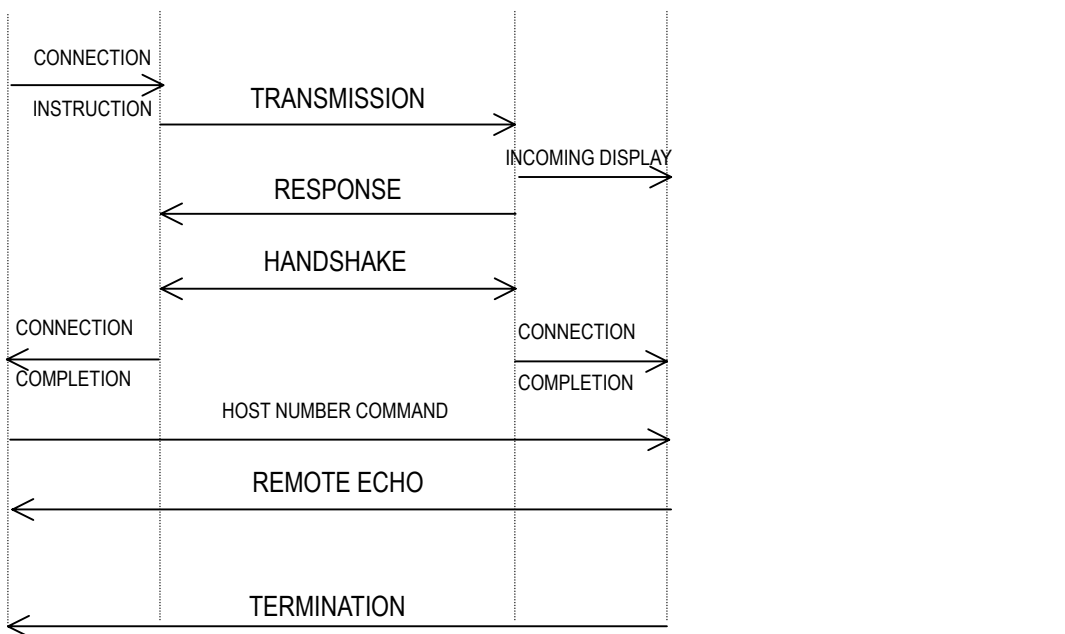 CONNECTION
INSTRUCTION
TRANSMISSION
INCOMING DISPLAY
RESPONSE
HANDSHAKE
CONNECTION
COMPLETION
CONNECTION
COMPLETION
HOST NUMBER COMMAND
REMOTE ECHO
TERMINATION